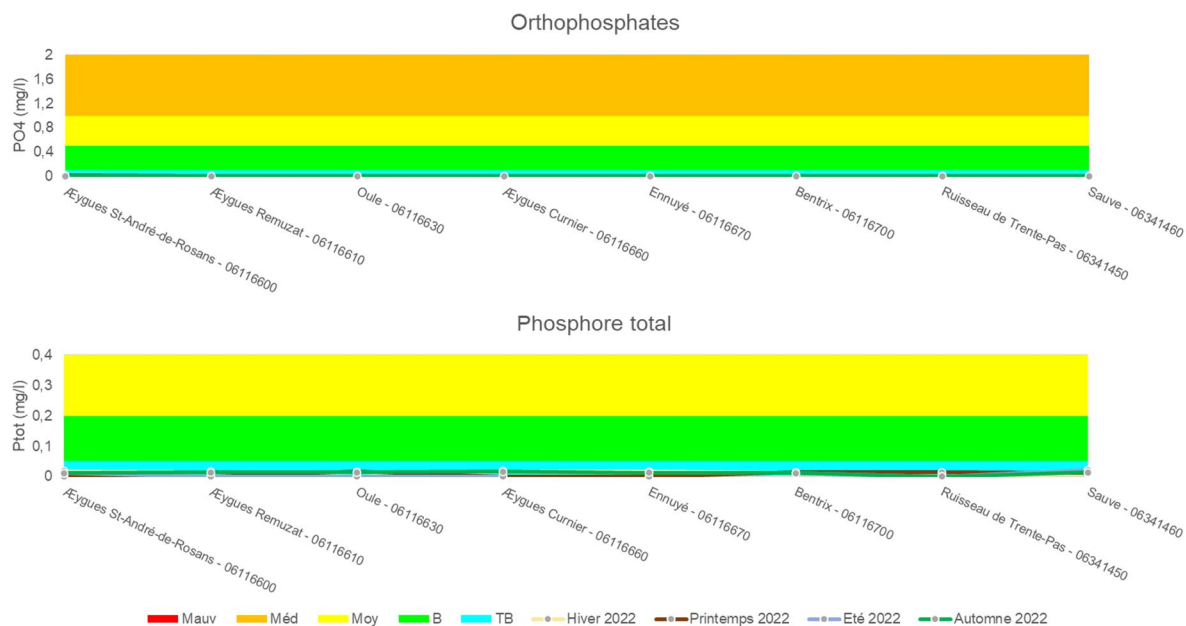 Orthophosphates
PO4 (mg/l)
2
1,6
1,2
0,8
0,4
0
Æygues St-André-de-Rosans - 06116600
Æygues Remuzat - 06116610
Oule - 06116630
Æygues Curnier - 06116660
Ennuyé - 06116670
Bentrix - 06116700
Ruisseau de Trente-Pas - 06341450
Sauve - 06341460
Phosphore total
Ptot (mg/l)
0,4
0,3
0,2
0,1
0
Æygues St-André-de-Rosans - 06116600
Æygues Remuzat - 06116610
Oule - 06116630
Æygues Curnier - 06116660
Ennuyé - 06116670
Bentrix - 06116700
Ruisseau de Trente-Pas - 06341450
Sauve - 06341460
Mauv Méd Moy B TB Hiver 2022 Printemps 2022 Eté 2022 Automne 2022